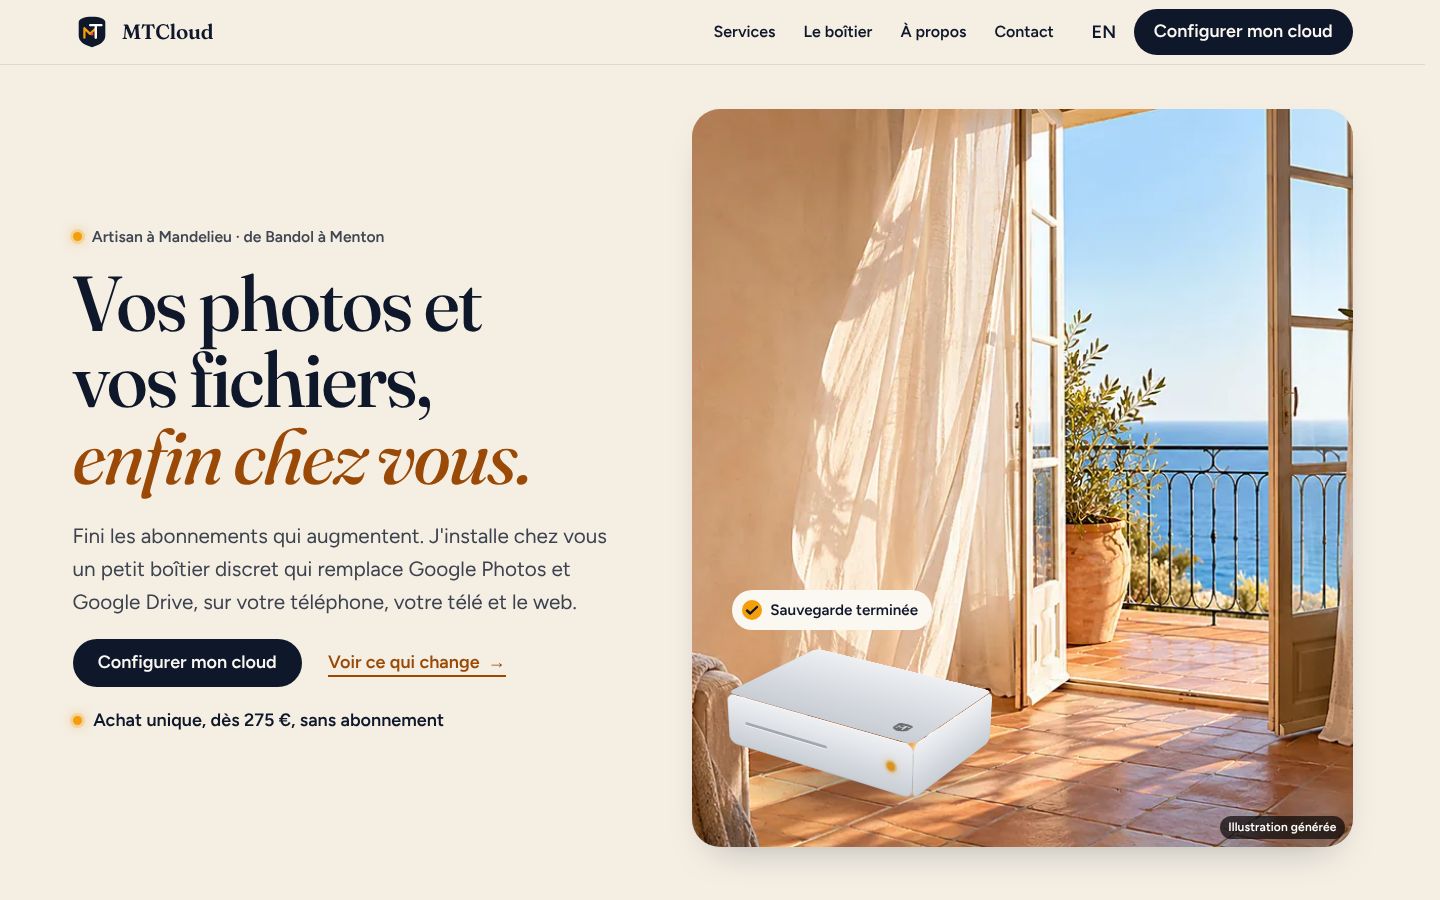 MTCloud
Services
Le boîtier
À propos
Contact
EN
Configurer mon cloud
Artisan à Mandelieu · de Bandol à Menton
Vos photos et
vos fichiers,
enfin chez vous.
Fini les abonnements qui augmentent. J'installe chez vous
un petit boîtier discret qui remplace Google Photos et
Google Drive, sur votre téléphone, votre télé et le web.
Configurer mon cloud
Voir ce qui change →
Achat unique, dès 275 €, sans abonnement
Sauvegarde terminée
Illustration générée